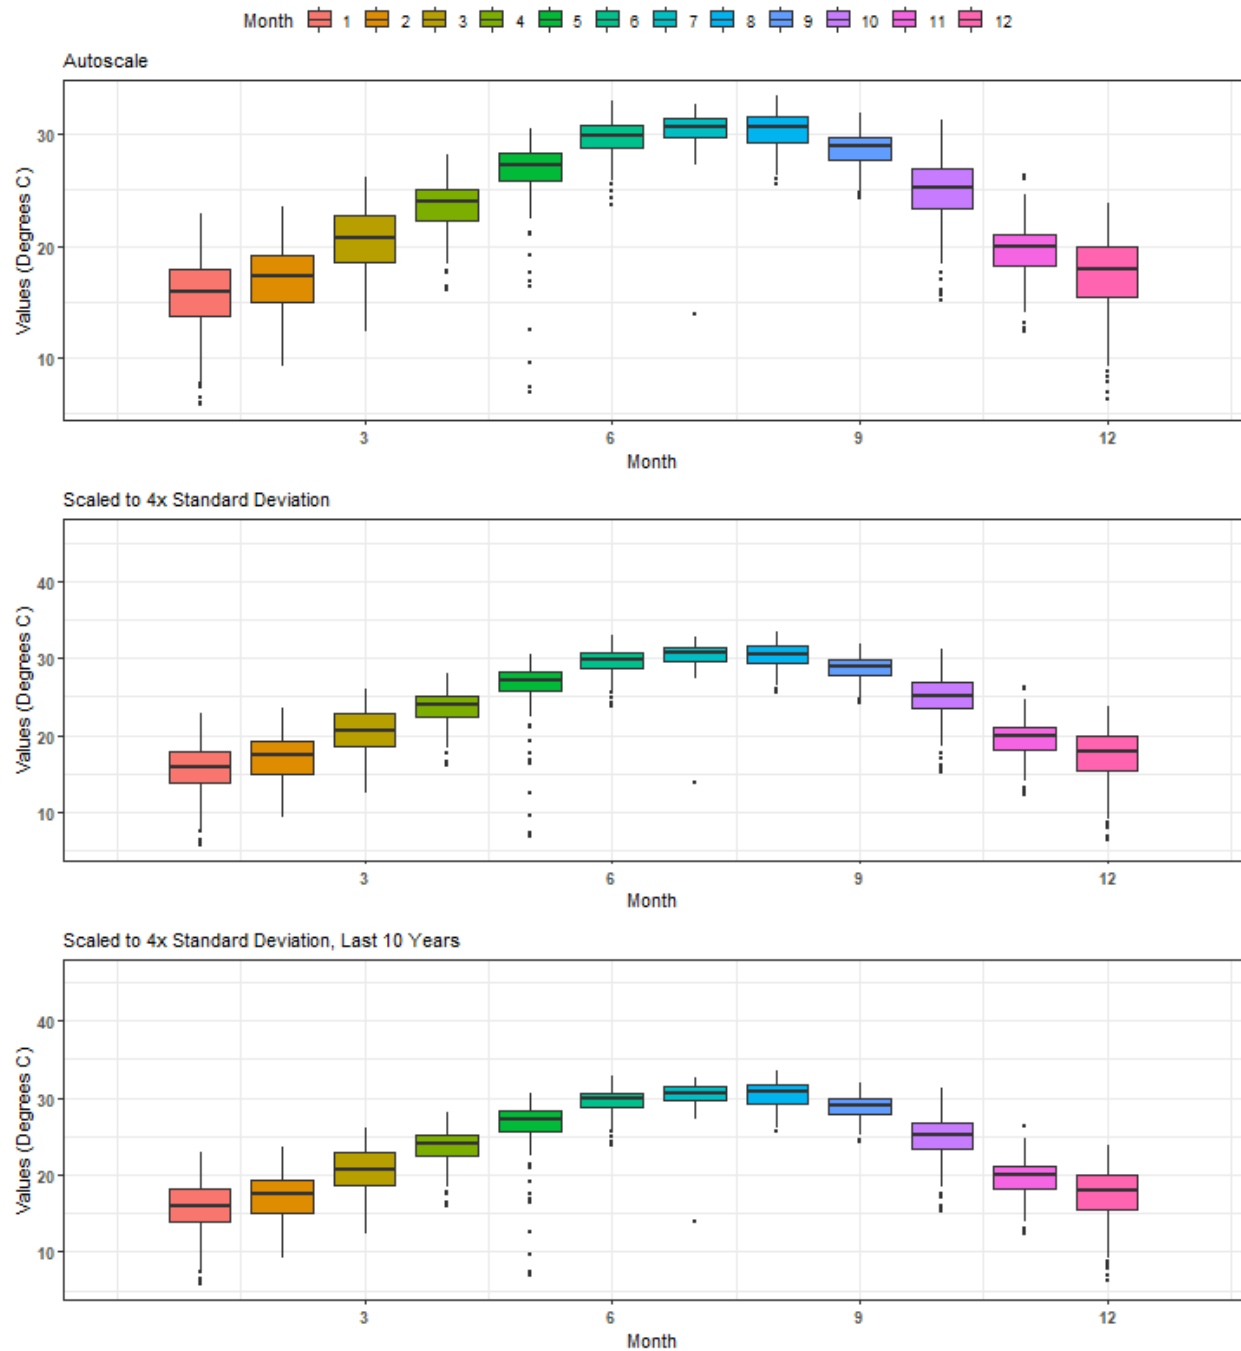 Month 1 2 3 4 5 6 7 8 9 10 11 12
Autoscale
Values (Degrees C)
30
20
10
3 6 9 12
Month
Scaled to 4x Standard Deviation
Values (Degrees C)
40
30
20
10
3 6 9 12
Month
Scaled to 4x Standard Deviation, Last 10 Years
Values (Degrees C)
40
30
20
10
3 6 9 12
Month